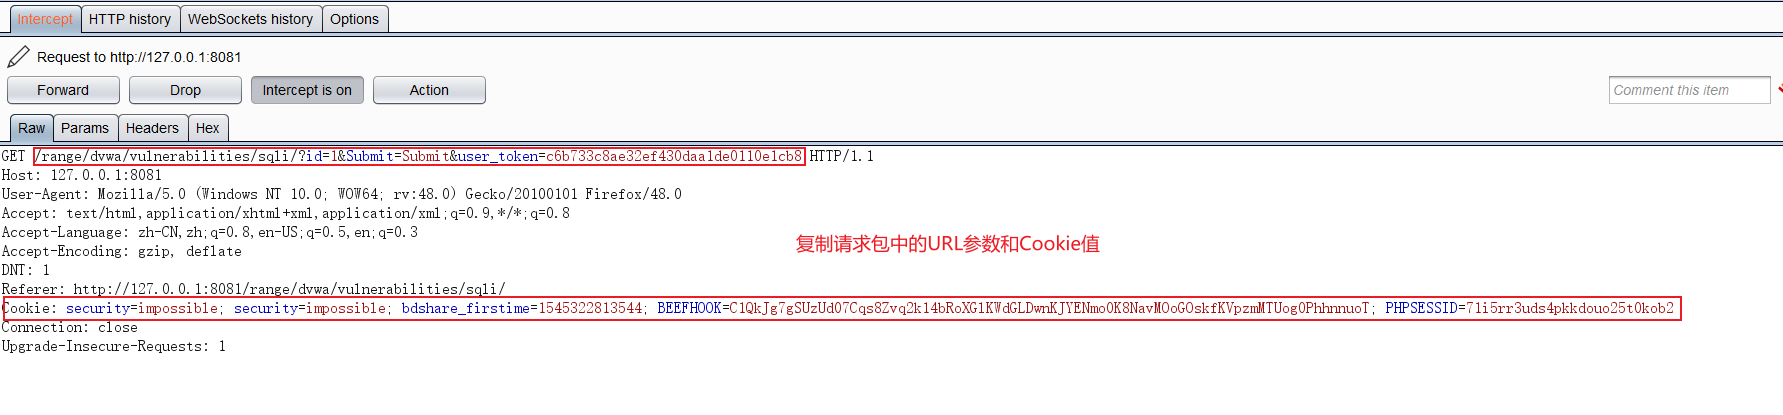 Intercept HTTP history WebSockets history Options
Request to http://127.0.0.1:8081
Forward Drop Intercept is on Action Comment this item
Raw Params Headers Hex
GET /range/dvwa/vulnerabilities/sqli/?id=1&Submit=Submit&user_token=c6b733c8ae32ef430daa1de0110e1cb8 HTTP/1.1
Host: 127.0.0.1:8081
User-Agent: Mozilla/5.0 (Windows NT 10.0; WOW64; rv:48.0) Gecko/20100101 Firefox/48.0
Accept: text/html,application/xhtml+xml,application/xml;q=0.9,*/*;q=0.8
Accept-Language: zh-CN,zh;q=0.8,en-US;q=0.5,en;q=0.3
复制请求包中的URL参数和Cookie值
Accept-Encoding: gzip, deflate
DNT: 1
Referer: http://127.0.0.1:8081/range/dvwa/vulnerabilities/sqli/
Cookie: security=impossible; security=impossible; bdshare_firstime=1545322813544; BEEFHOOK=ClQkJg7gSUzUd07Cqs8Zvq2k14bRoXGlKWdGLDwnKJYENmo0K8NavMOoGOskfKVpzmMTUog0PhhnnuoT; PHPSESSID=71i5rr3uds4pkkdouo25t0kob2
Connection: close
Upgrade-Insecure-Requests: 1